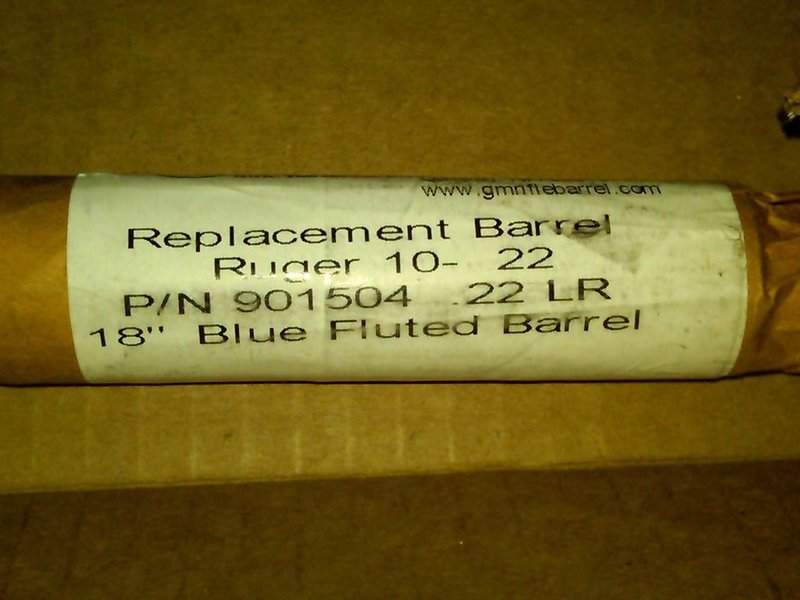 www.gmriflebarrel.com
Replacement Barrel
Ruger 10- 22
P/N 901504 .22 LR
18" Blue Fluted Barrel